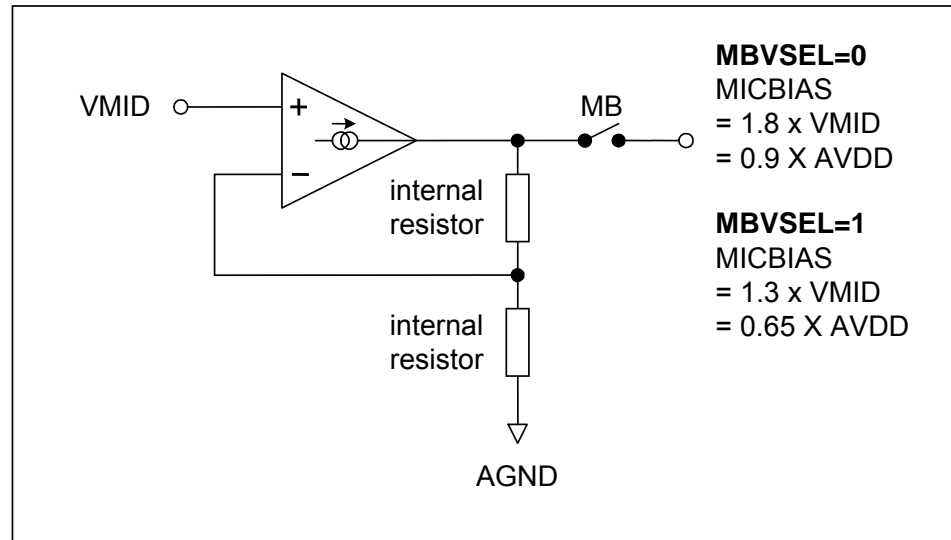 VMID
+
−
MB
internal
resistor
internal
resistor
AGND
MBVSEL=0
MICBIAS
= 1.8 x VMID
= 0.9 X AVDD
MBVSEL=1
MICBIAS
= 1.3 x VMID
= 0.65 X AVDD